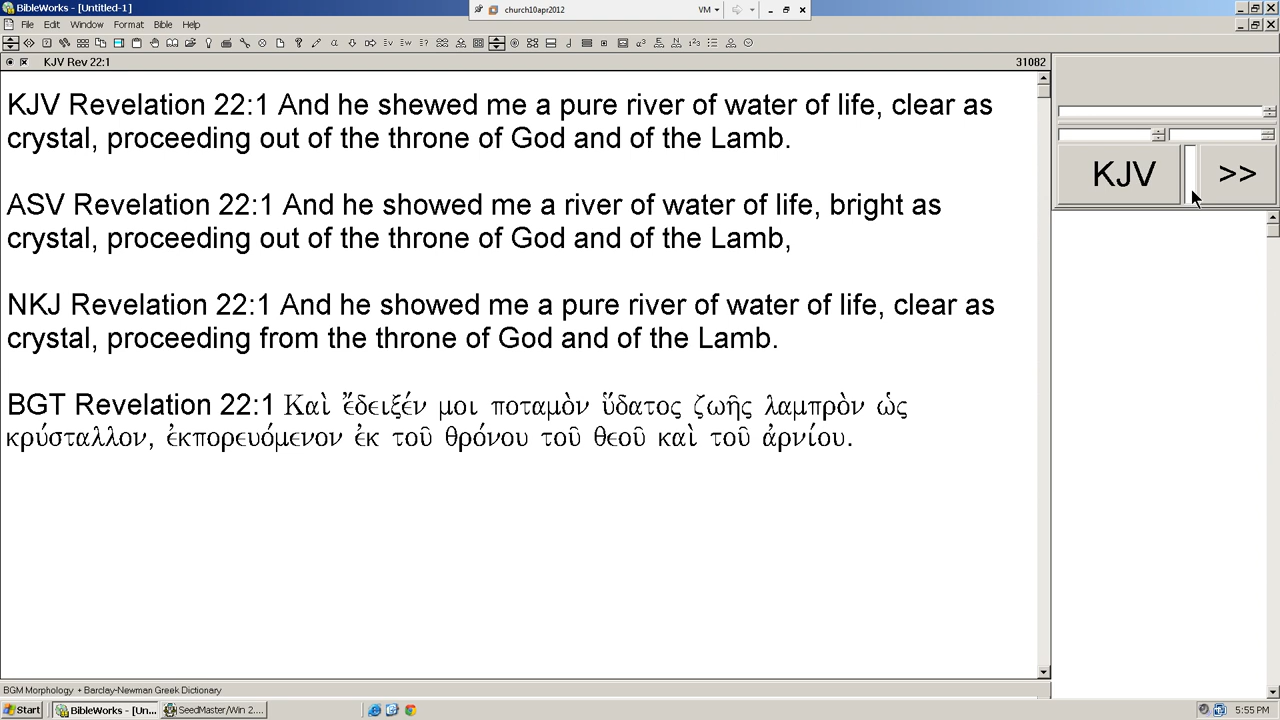 BibleWorks - [Untitled-1]
church10apr2012
VM
File Edit Window Format Bible Help
KJV Rev 22:1 31082
KJV Revelation 22:1 And he shewed me a pure river of water of life, clear as
crystal, proceeding out of the throne of God and of the Lamb.
ASV Revelation 22:1 And he showed me a river of water of life, bright as
crystal, proceeding out of the throne of God and of the Lamb,
NKJ Revelation 22:1 And he showed me a pure river of water of life, clear as
crystal, proceeding from the throne of God and of the Lamb.
BGT Revelation 22:1 Καὶ ἔδειξέν μοι ποταμὸν ὕδατος ζωῆς λαμπρὸν ὡς
κρύσταλλον, ἐκπορευόμενον ἐκ τοῦ θρόνου τοῦ θεοῦ καὶ τοῦ ἀρνίου.
KJV >>
BGM Morphology + Barclay-Newman Greek Dictionary
Start BibleWorks - [Un... SeedMaster/Win 2.... 5:55 PM